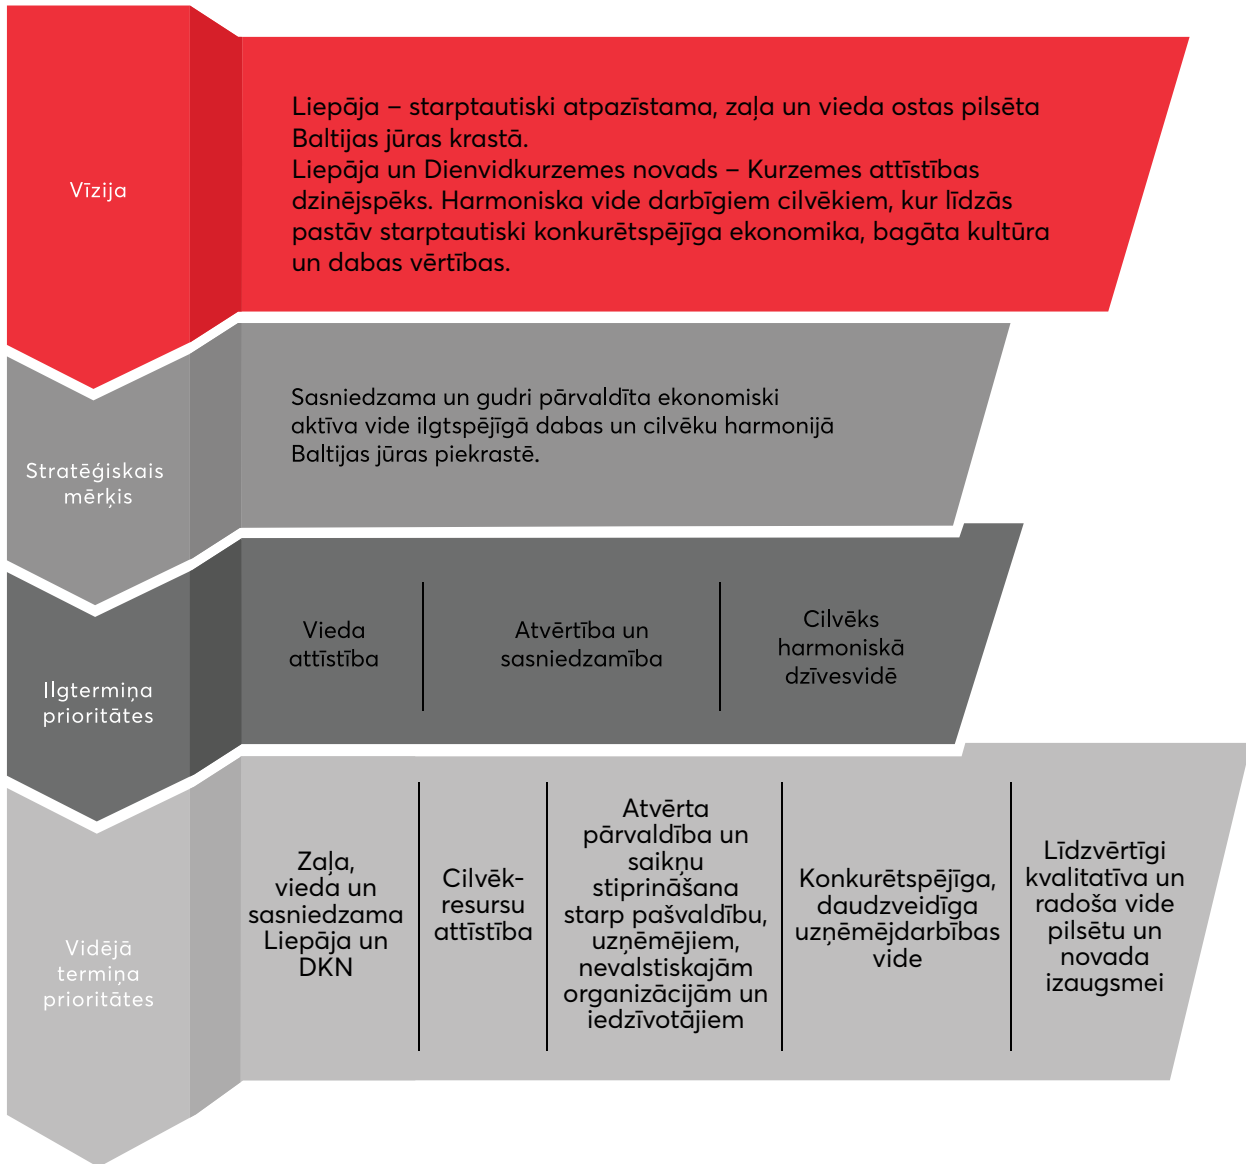 Vīzija
Liepāja – starptautiski atpazīstama, zaļa un vieda ostas pilsēta
Baltijas jūras krastā.
Liepāja un Dienvidkurzemes novads – Kurzemes attīstības
dzinējspēks. Harmoniska vide darbīgiem cilvēkiem, kur līdzās
pastāv starptautiski konkurētspējīga ekonomika, bagāta kultūra
un dabas vērtības.
Stratēģiskais
mērķis
Sasniedzama un gudri pārvaldīta ekonomiski
aktīva vide ilgtspējīgā dabas un cilvēku harmonijā
Baltijas jūras piekrastē.
Ilgtermiņa
prioritātes
Vieda
attīstība
Atvērtība un
sasniedzamība
Cilvēks
harmoniskā
dzīvesvidē
Vidējā
termiņa
prioritātes
Zaļa,
vieda un
sasniedzama
Liepāja un
DKN
Cilvēk-
resursu
attīstība
Atvērta
pārvaldība un
saikņu
stiprināšana
starp pašvaldību,
uzņēmējiem,
nevalstiskajām
organizācijām un
iedzīvotājiem
Konkurētspējīga,
daudzveidīga
uzņēmējdarbības
vide
Līdzvērtīgi
kvalitatīva un
radoša vide
pilsētu un
novada
izaugsmei